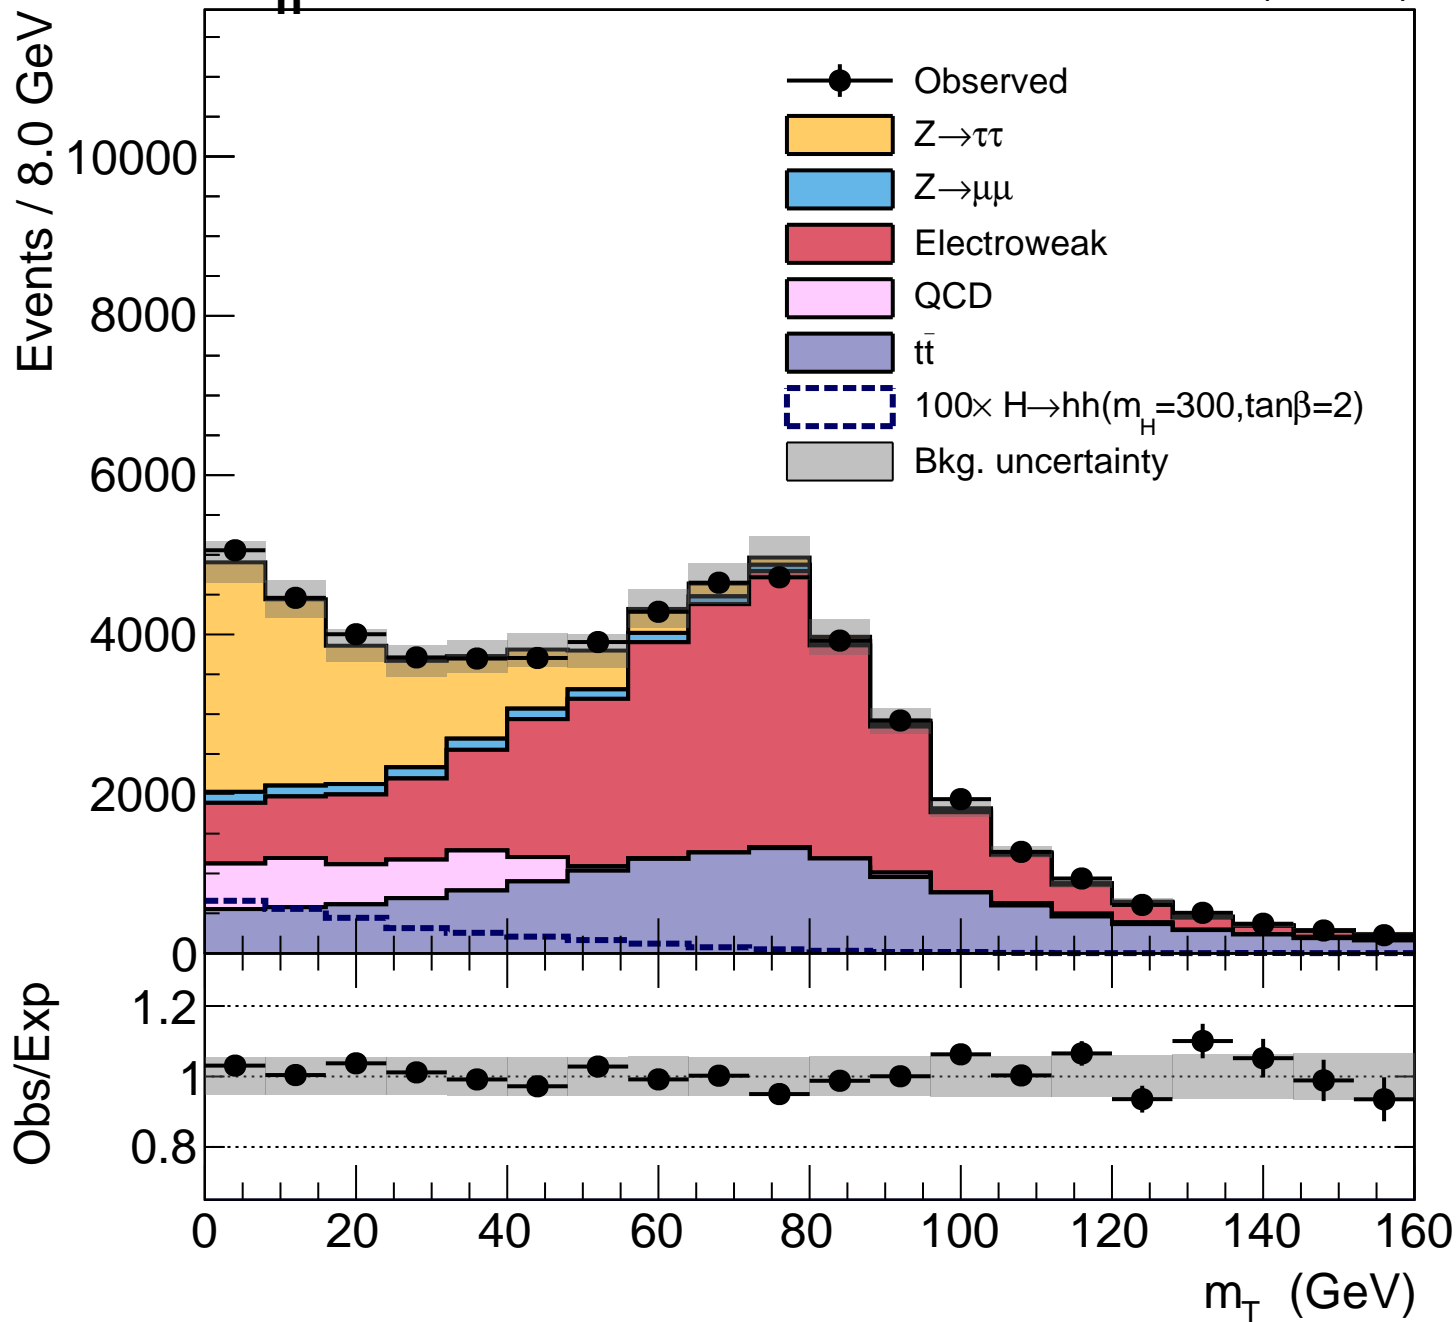 Events / 8.0 GeV
10000
8000
6000
4000
2000
0
Observed
Z→ττ
Z→μμ
Electroweak
QCD
tt̄
100× H→hh(m_H=300,tanβ=2)
Bkg. uncertainty
Obs/Exp
1.2
1
0.8
0 20 40 60 80 100 120 140 160
m_T (GeV)